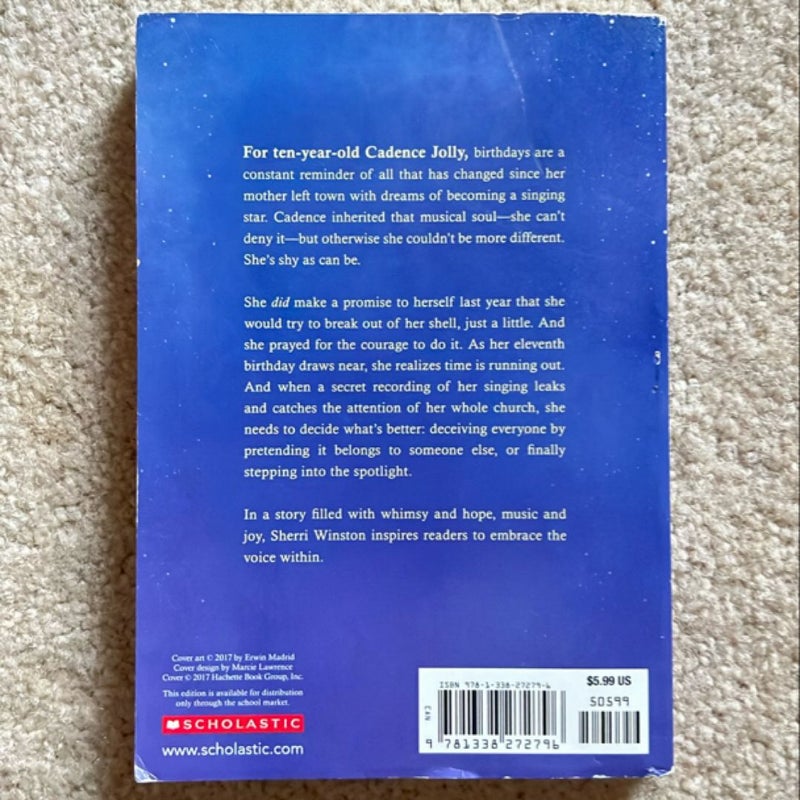 For ten-year-old Cadence Jolly, birthdays are a
constant reminder of all that has changed since her
mother left town with dreams of becoming a singing
star. Cadence inherited that musical soul—she can't
deny it—but otherwise she couldn't be more different.
She's shy as can be.
She did make a promise to herself last year that she
would try to break out of her shell, just a little. And
she prayed for the courage to do it. As her eleventh
birthday draws near, she realizes time is running out.
And when a secret recording of her singing leaks
and catches the attention of her whole church, she
needs to decide what's better: deceiving everyone by
pretending it belongs to someone else, or finally
stepping into the spotlight.
In a story filled with whimsy and hope, music and
joy, Sherri Winston inspires readers to embrace the
voice within.
Cover art © 2017 by Erwin Madrid
Cover design by Marcie Lawrence
Cover © 2017 Hachette Book Group, Inc.
This edition is available for distribution
only through the school market.
SCHOLASTIC
www.scholastic.com
ISBN 978-1-338-27279-6
$5.99 US
50599
EAN
9 781338 272796